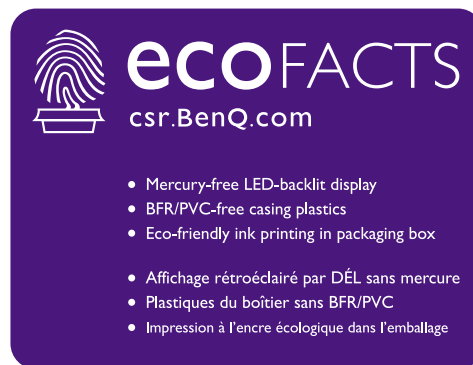 ecoFACTS
csr.BenQ.com
• Mercury-free LED-backlit display
• BFR/PVC-free casing plastics
• Eco-friendly ink printing in packaging box
• Affichage rétroéclairé par DÉL sans mercure
• Plastiques du boîtier sans BFR/PVC
• Impression à l'encre écologique dans l'emballage